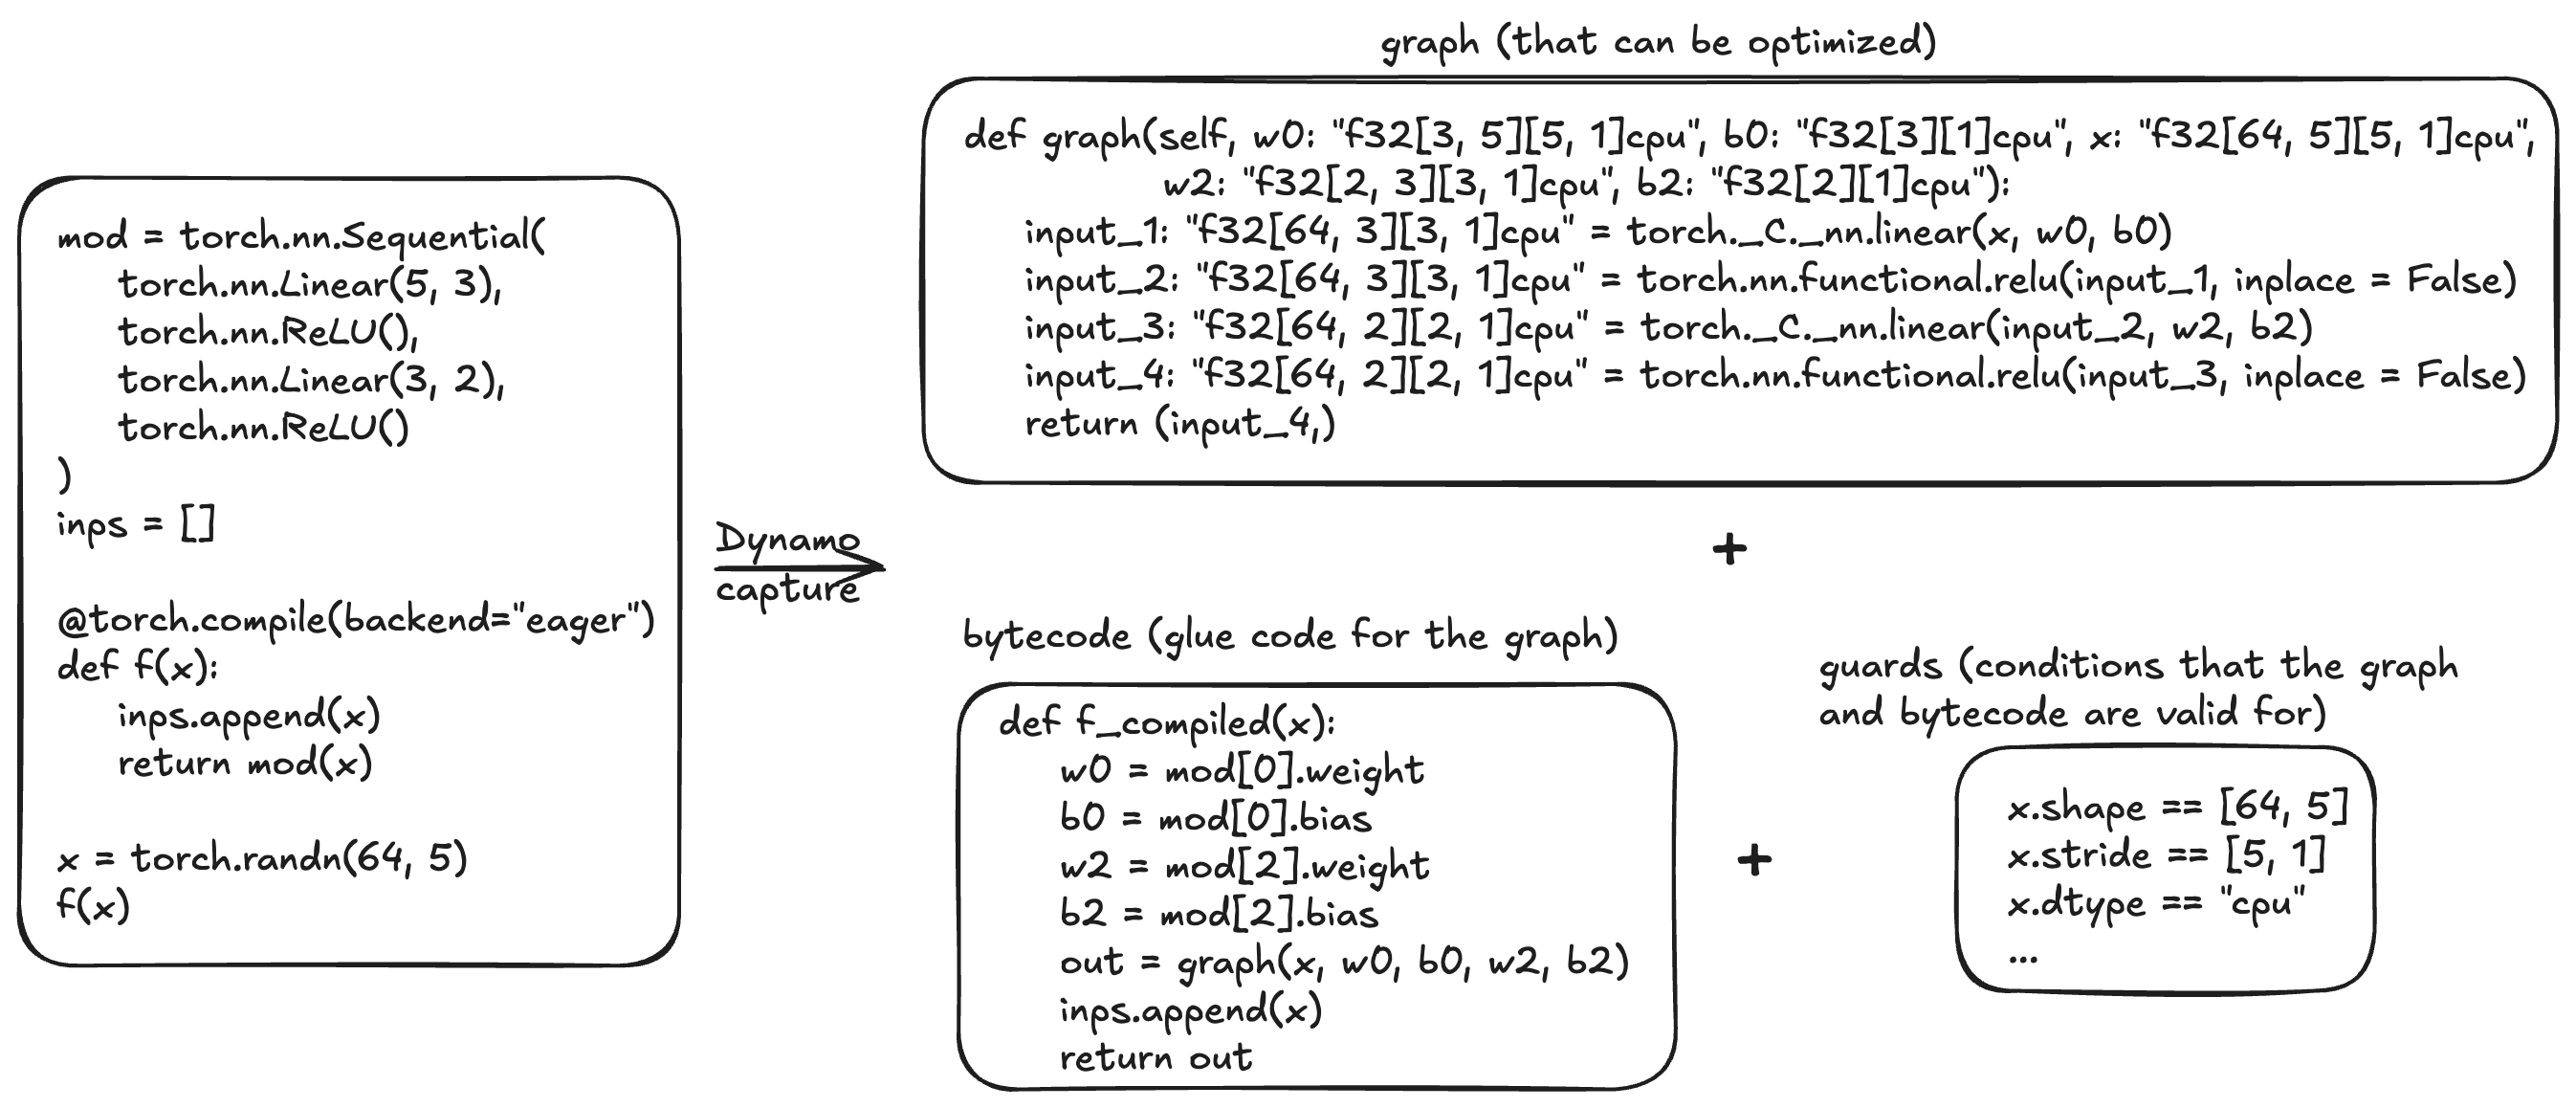 mod = torch.nn.Sequential(
torch.nn.Linear(5, 3),
torch.nn.ReLU(),
torch.nn.Linear(3, 2),
torch.nn.ReLU()
)
inps = []
@torch.compile(backend="eager")
def f(x):
inps.append(x)
return mod(x)
x = torch.randn(64, 5)
f(x)
Dynamo
capture
graph (that can be optimized)
def graph(self, w0: "f32[3, 5][5, 1]cpu", b0: "f32[3][1]cpu", x: "f32[64, 5][5, 1]cpu",
w2: "f32[2, 3][3, 1]cpu", b2: "f32[2][1]cpu"):
input_1: "f32[64, 3][3, 1]cpu" = torch._C._nn.linear(x, w0, b0)
input_2: "f32[64, 3][3, 1]cpu" = torch.nn.functional.relu(input_1, inplace = False)
input_3: "f32[64, 2][2, 1]cpu" = torch._C._nn.linear(input_2, w2, b2)
input_4: "f32[64, 2][2, 1]cpu" = torch.nn.functional.relu(input_3, inplace = False)
return (input_4,)
+
bytecode (glue code for the graph)
def f_compiled(x):
w0 = mod[0].weight
b0 = mod[0].bias
w2 = mod[2].weight
b2 = mod[2].bias
out = graph(x, w0, b0, w2, b2)
inps.append(x)
return out
+
guards (conditions that the graph
and bytecode are valid for)
x.shape == [64, 5]
x.stride == [5, 1]
x.dtype == "cpu"
...